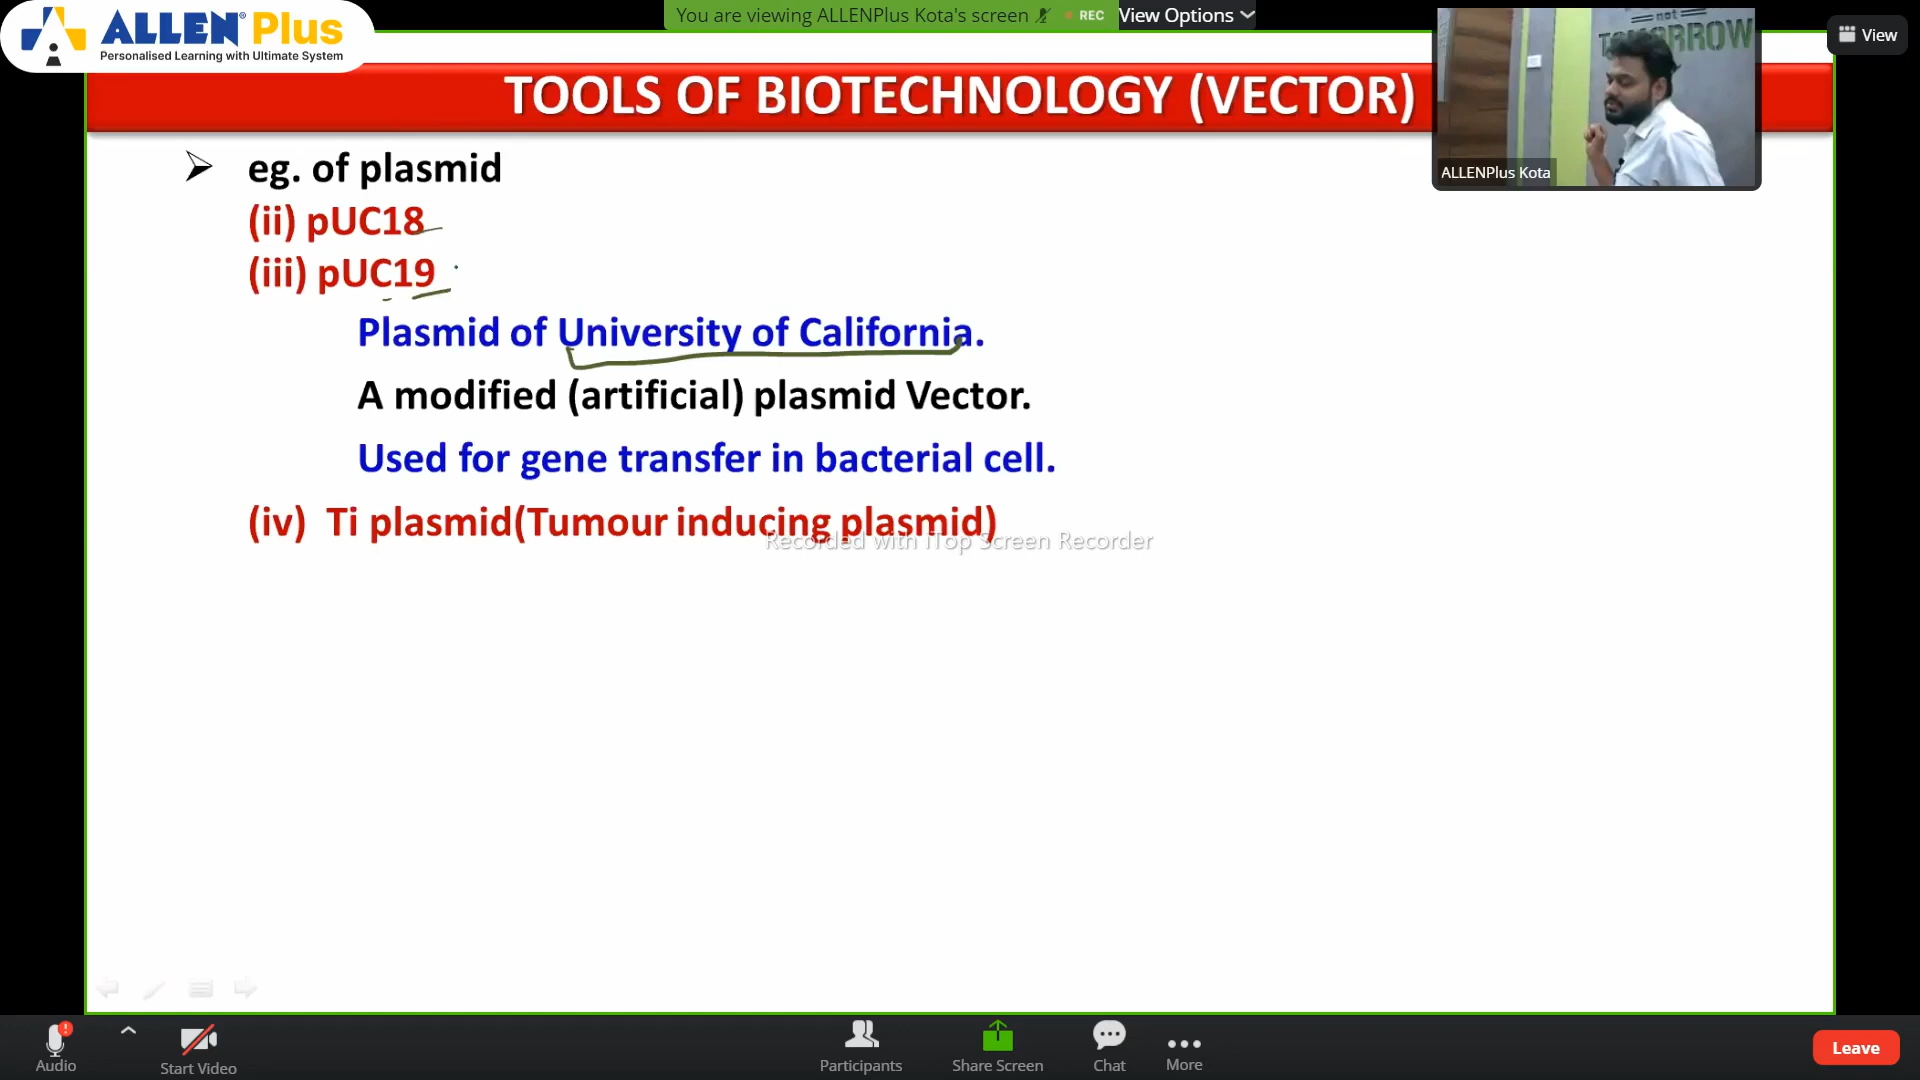 ALLEN Plus
Personalised Learning with Ultimate System
You are viewing ALLENPlus Kota's screen REC View Options
View
not
TOMORROW
ALLENPlus Kota
TOOLS OF BIOTECHNOLOGY (VECTOR)
eg. of plasmid
(ii) pUC18
(iii) pUC19
Plasmid of University of California.
A modified (artificial) plasmid Vector.
Used for gene transfer in bacterial cell.
(iv) Ti plasmid(Tumour inducing plasmid)
Recorded with iTop Screen Recorder
Audio
Start Video
Participants
Share Screen
Chat
More
Leave